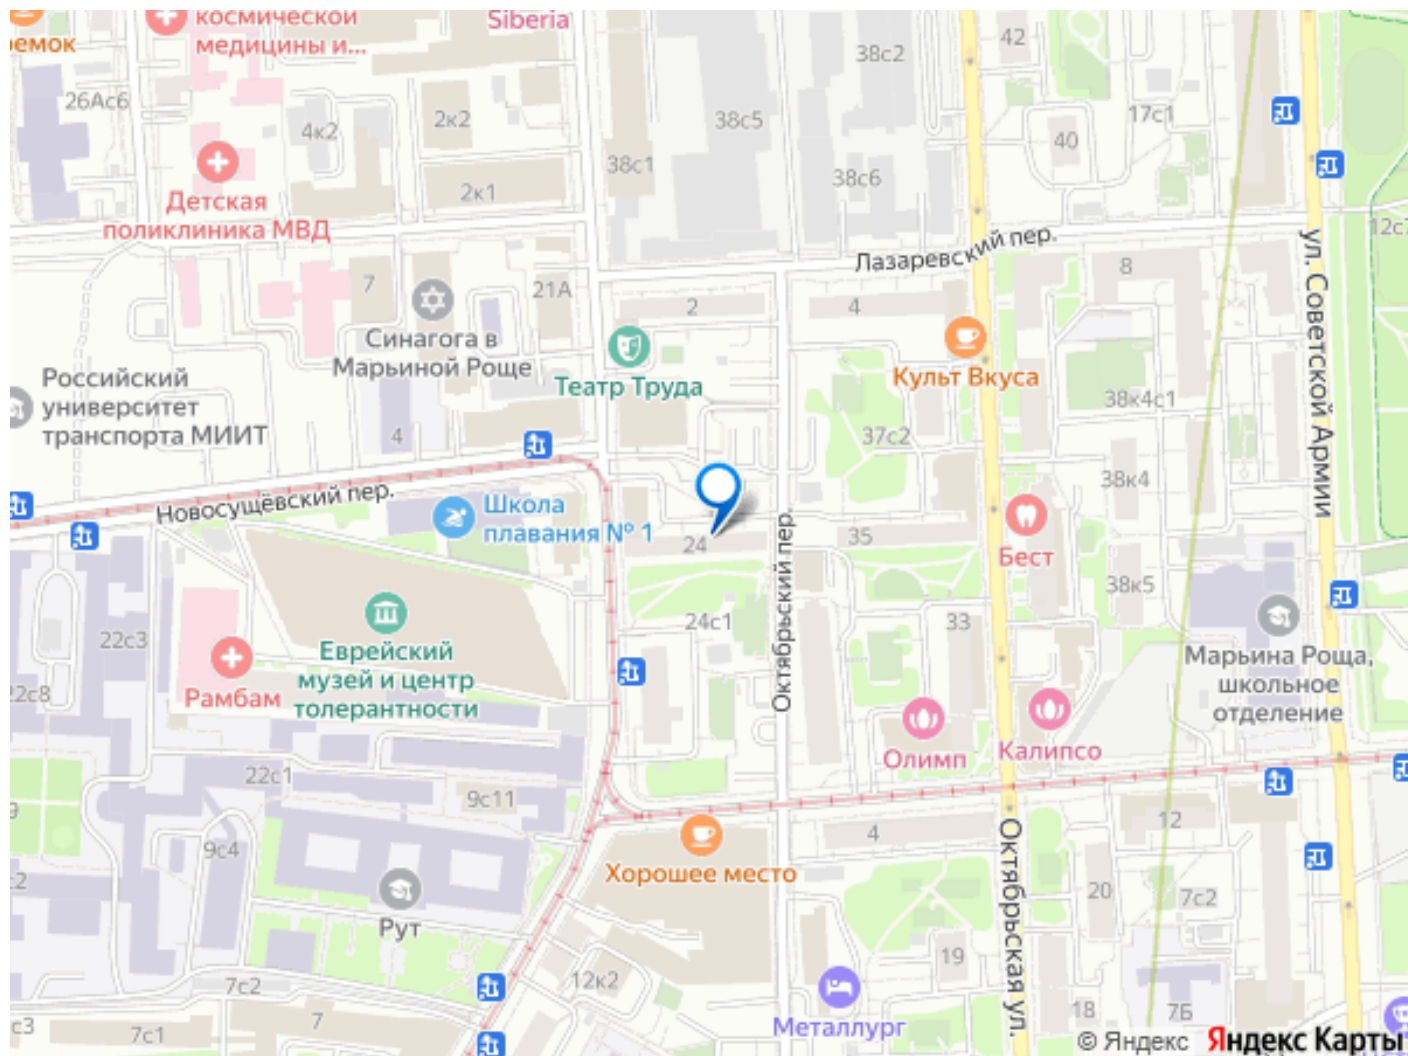 космической
медицины и...
Siberia
емок
42
38с2
26Ас6
4к2
2к2
38с5
17с1
40
38с1
38с6
2к1
Детская
поликлиника МВД
12с7
Лазаревский пер.
ул. Советской Армии
8
7
21А
2
4
Синагога в
Марьиной Роще
Театр Труда
Культ Вкуса
Российский
университет
транспорта МИИТ
38к4с1
4
37с2
38к4
Новосущёвский пер.
Школа
плавания № 1
24
35
Бест
Октябрьский пер.
38к5
22с3
24с1
33
Еврейский
музей и центр
толерантности
Рамбам
22с8
Марьина Роща,
школьное
отделение
Олимп
Калипсо
22с1
9с11
9
12
4
9с4
Хорошее место
Октябрьская ул.
2
20
7с2
Рут
19
12к2
7с2
Металлург
18
7Б
с3
7с1
7
© Яндекс Яндекс Карты